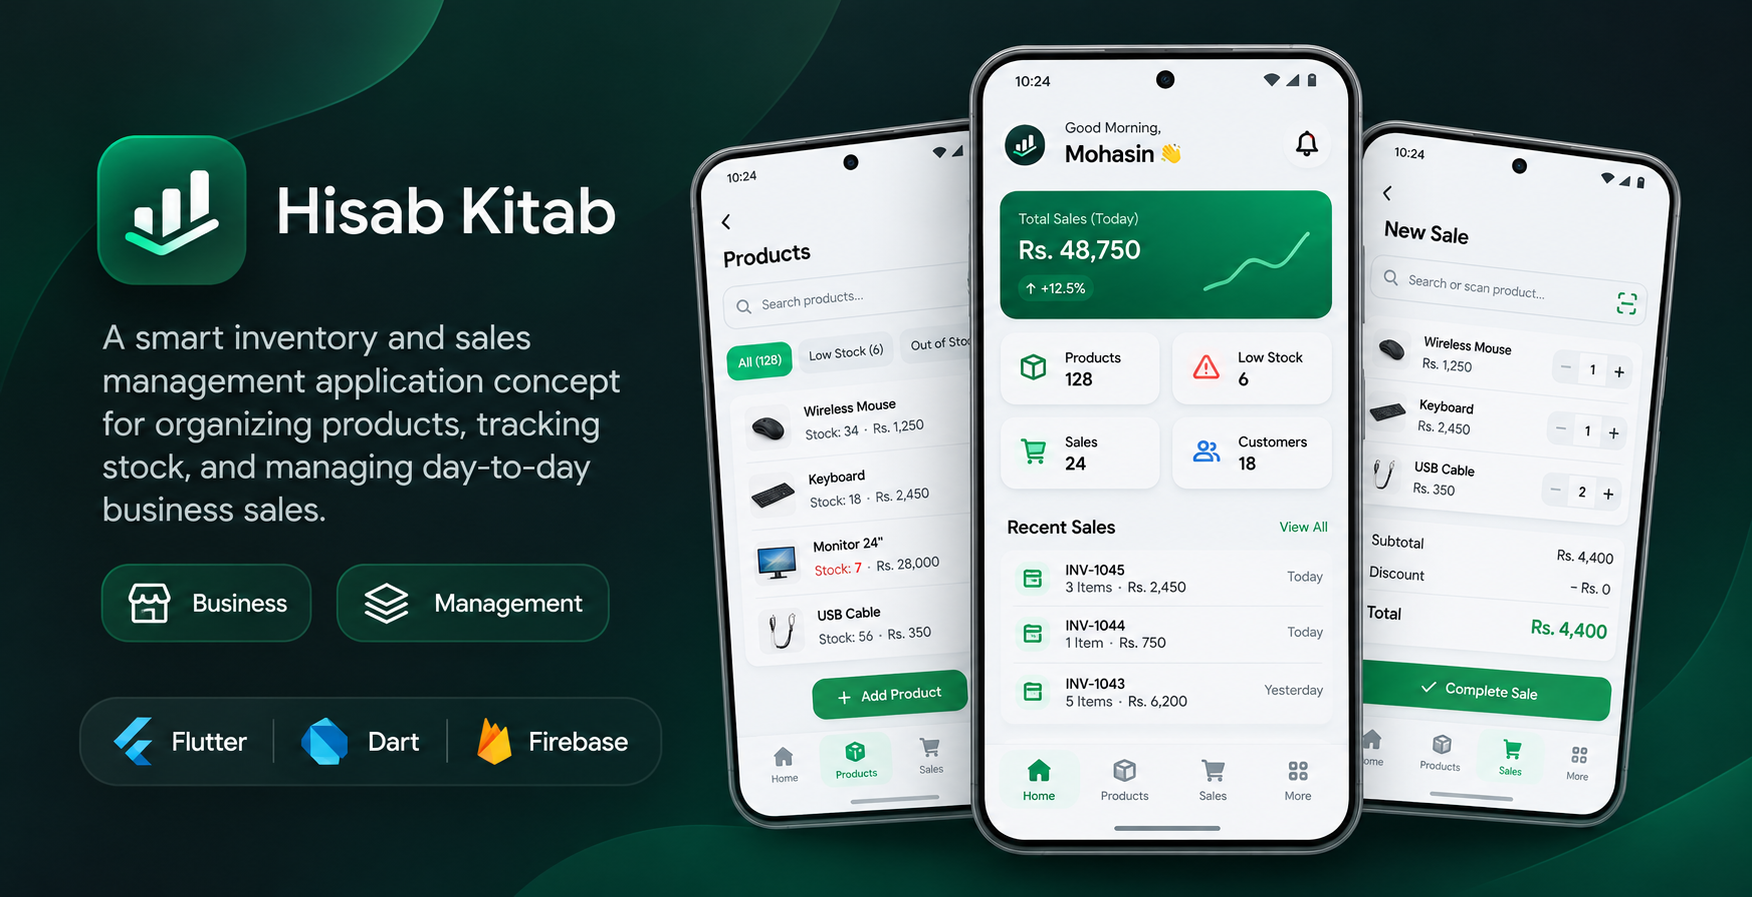 Hisab Kitab
A smart inventory and sales
management application concept
for organizing products, tracking
stock, and managing day-to-day
business sales.
Business
Management
Flutter
Dart
Firebase
10:24
Products
Search products...
All (128)
Low Stock (6)
Out of Stoc
Wireless Mouse
Stock: 34 · Rs. 1,250
Keyboard
Stock: 18 · Rs. 2,450
Monitor 24"
Stock: 7 · Rs. 28,000
USB Cable
Stock: 56 · Rs. 350
+ Add Product
Home
Products
Sales
10:24
Good Morning,
Mohasin 👋
Total Sales (Today)
Rs. 48,750
↑ +12.5%
Products
128
Low Stock
6
Sales
24
Customers
18
Recent Sales
View All
INV-1045
3 Items · Rs. 2,450
Today
INV-1044
1 Item · Rs. 750
Today
INV-1043
5 Items · Rs. 6,200
Yesterday
Home
Products
Sales
More
10:24
New Sale
Search or scan product...
Wireless Mouse
Rs. 1,250
− 1 +
Keyboard
Rs. 2,450
− 1 +
USB Cable
Rs. 350
− 2 +
Subtotal
Rs. 4,400
Discount
− Rs. 0
Total
Rs. 4,400
✓ Complete Sale
ome
Products
Sales
More